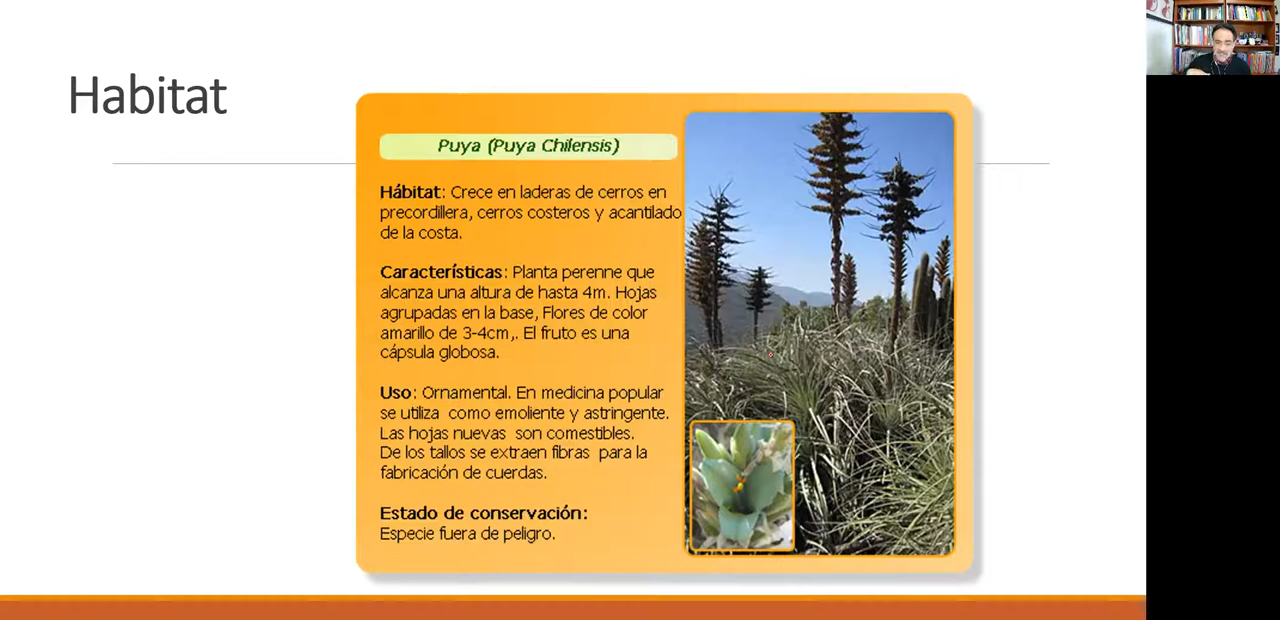 Habitat
Puya (Puya Chilensis)
Hábitat: Crece en laderas de cerros en
precordillera, cerros costeros y acantilado
de la costa.
Características: Planta perenne que
alcanza una altura de hasta 4m. Hojas
agrupadas en la base, Flores de color
amarillo de 3-4cm,. El fruto es una
cápsula globosa.
Uso: Ornamental. En medicina popular
se utiliza como emoliente y astringente.
Las hojas nuevas son comestibles.
De los tallos se extraen fibras para la
fabricación de cuerdas.
Estado de conservación:
Especie fuera de peligro.